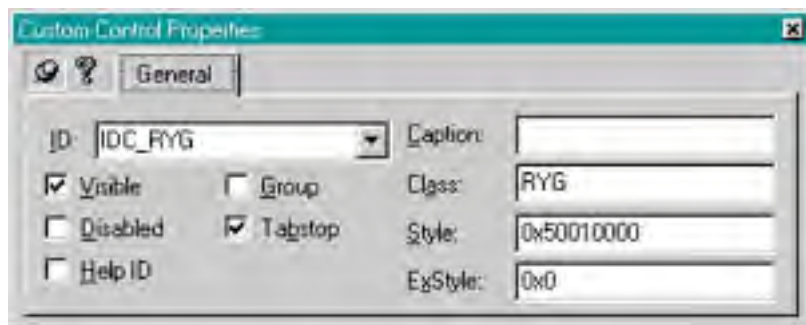 Custom Control Properties
General
ID: IDC_RYG
Caption:
Visible
Group
Class: RYG
Disabled
Tabstop
Style: 0x50010000
Help ID
ExStyle: 0x0